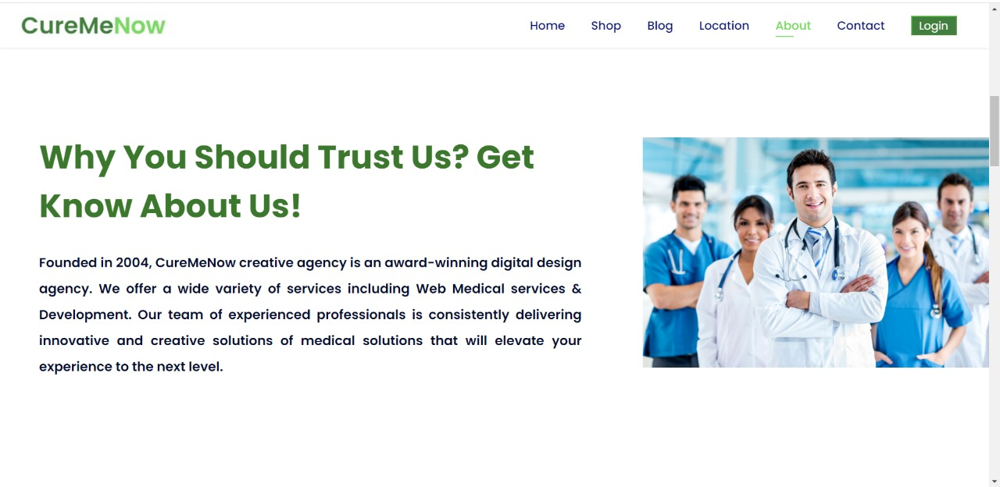 CureMeNow
Home Shop Blog Location About Contact Login
Why You Should Trust Us? Get
Know About Us!
Founded in 2004, CureMeNow creative agency is an award-winning digital design
agency. We offer a wide variety of services including Web Medical services &
Development. Our team of experienced professionals is consistently delivering
innovative and creative solutions of medical solutions that will elevate your
experience to the next level.